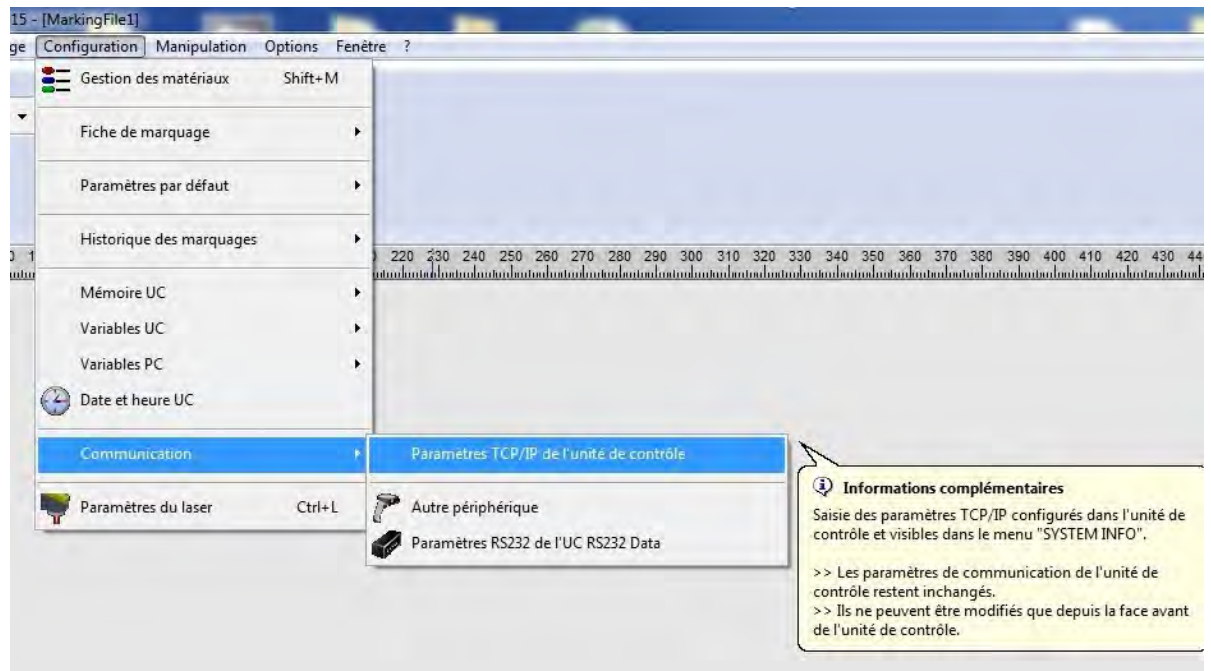 15 - [MarkingFile1]
ge Configuration Manipulation Options Fenêtre ?
Gestion des matériaux Shift+M
Fiche de marquage
Paramètres par défaut
Historique des marquages
220 230 240 250 260 270 280 290 300 310 320 330 340 350 360 370 380 390 400 410 420 430 44
Mémoire UC
Variables UC
Variables PC
Date et heure UC
Communication
Paramètres TCP/IP de l'unité de contrôle
Paramètres du laser Ctrl+L
Autre périphérique
Paramètres RS232 de l'UC RS232 Data
Informations complémentaires
Saisie des paramètres TCP/IP configurés dans l'unité de
contrôle et visibles dans le menu "SYSTEM INFO".
>> Les paramètres de communication de l'unité de
contrôle restent inchangés.
>> Ils ne peuvent être modifiés que depuis la face avant
de l'unité de contrôle.